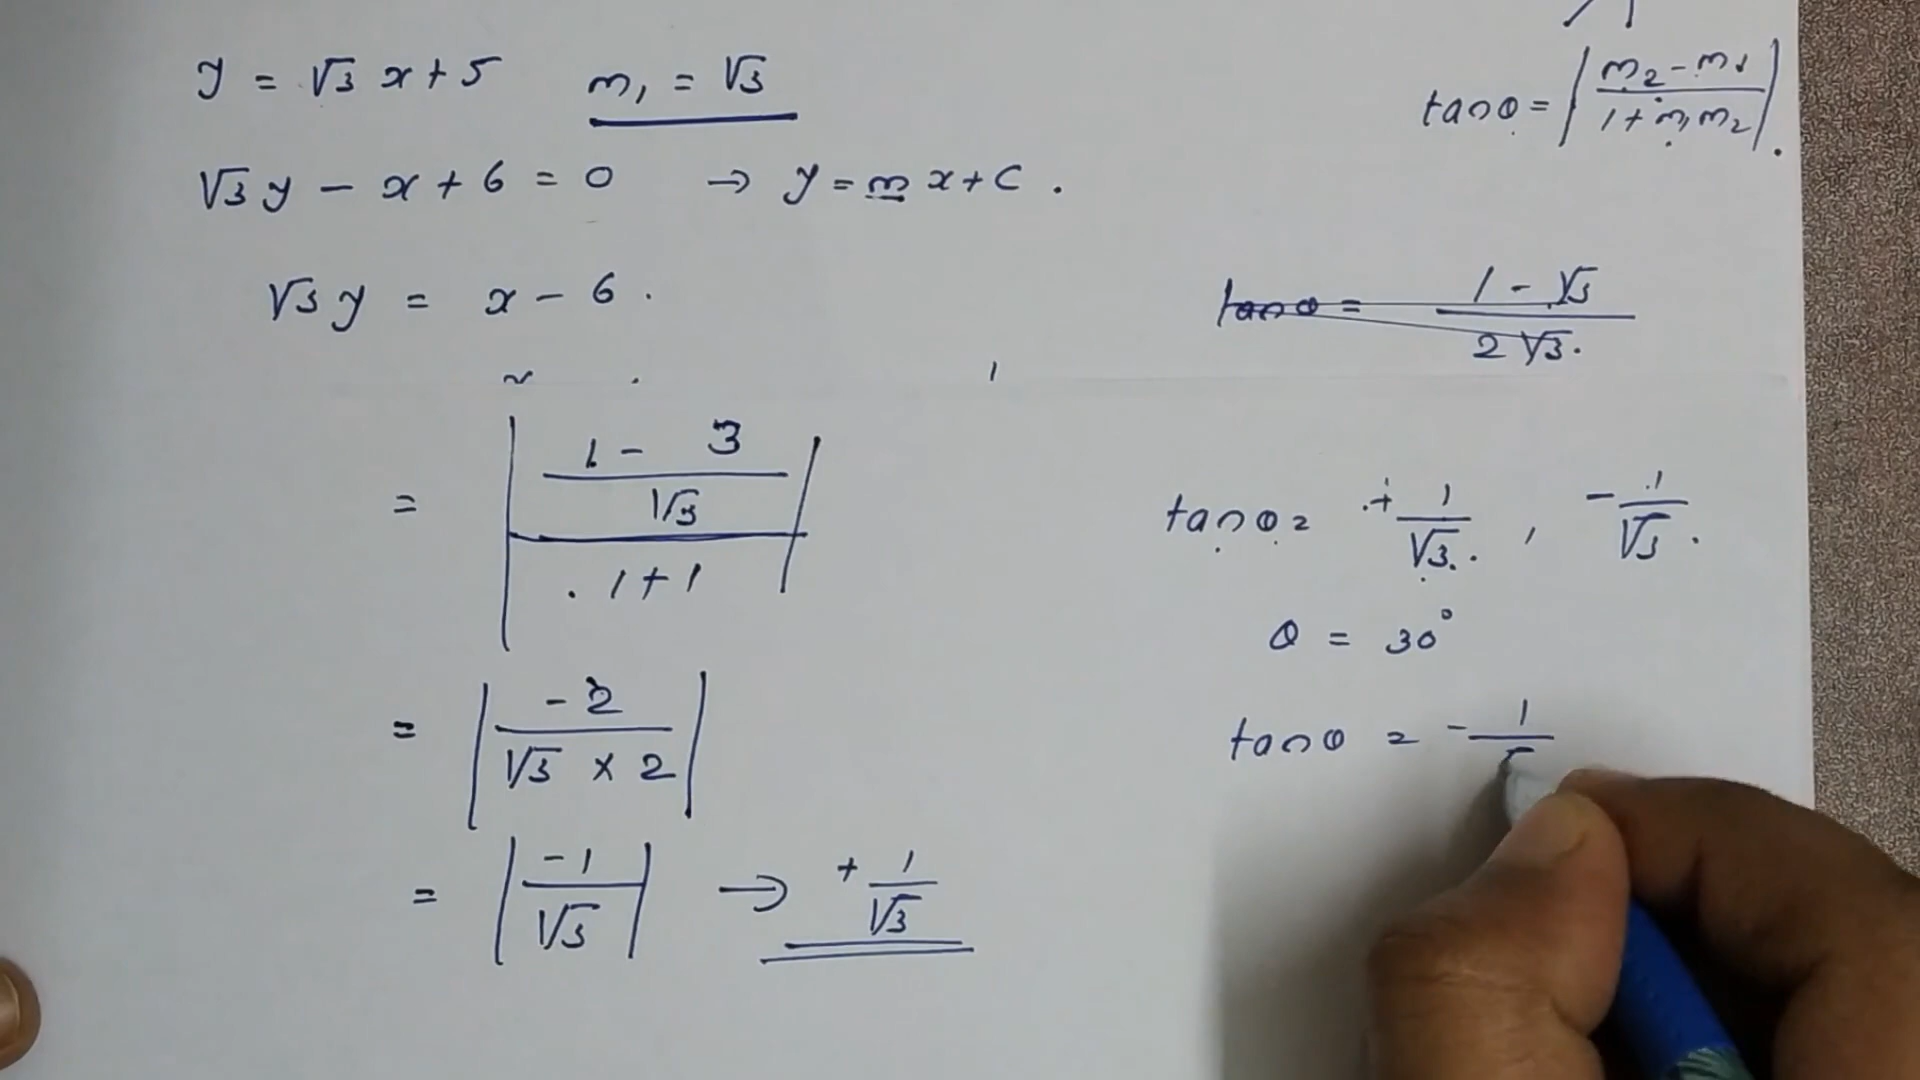 y = √3 x + 5 m₁ = √3
tanθ = | (m₂ - m₁) / (1 + m₁m₂) |.
√3 y - x + 6 = 0 → y = m x + C .
√3 y = x - 6 .
tanθ = (1 - √3) / (2√3).
= | ((1 - 3) / √3) / (1 + 1) |
tanθ = + 1/√3. , - 1/√3.
θ = 30°
= | -2 / (√3 × 2) |
tanθ = - 1/√
= | -1/√3 | → + 1/√3